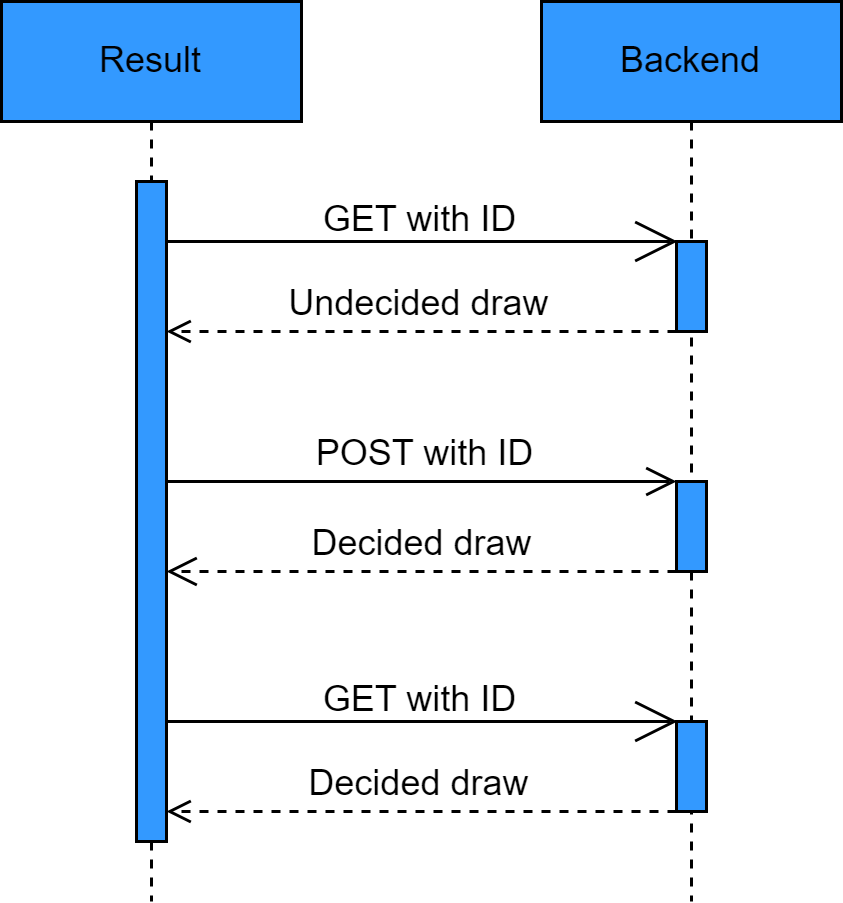 Result
Backend
GET with ID
Undecided draw
POST with ID
Decided draw
GET with ID
Decided draw